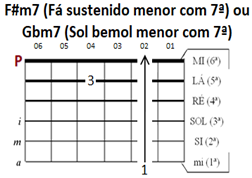 F#m7 (Fá sustenido menor com 7ª) ou
Gbm7 (Sol bemol menor com 7ª)
06 05 04 03 02 01
P MI (6ª)
3 LÁ (5ª)
RÉ (4ª)
i SOL (3ª)
m SI (2ª)
a mi (1ª)
1